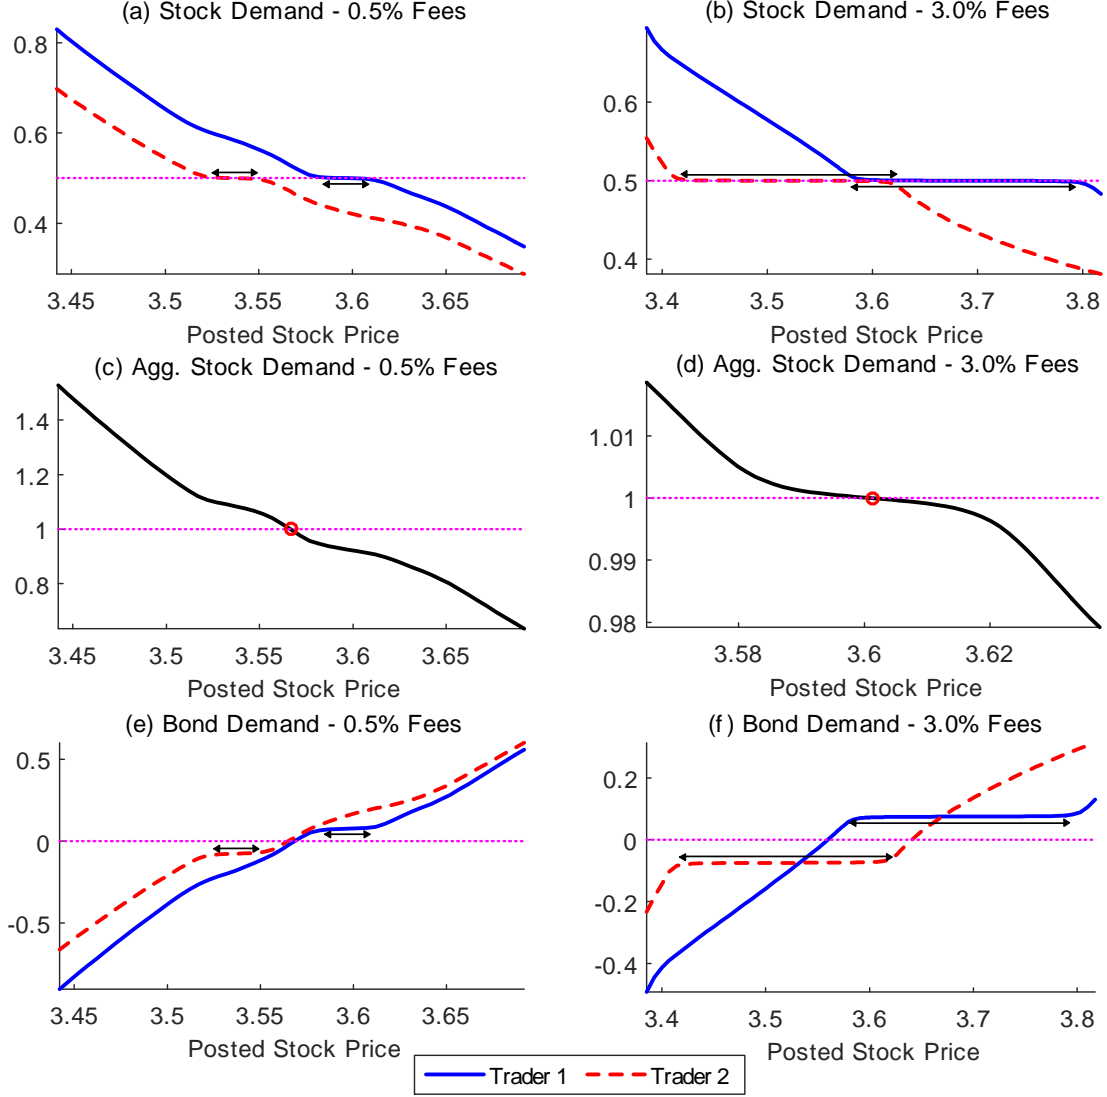 (a) Stock Demand - 0.5% Fees
0.8
0.6
0.4
3.45 3.5 3.55 3.6 3.65
Posted Stock Price
(b) Stock Demand - 3.0% Fees
0.6
0.5
0.4
3.4 3.5 3.6 3.7 3.8
Posted Stock Price
(c) Agg. Stock Demand - 0.5% Fees
1.4
1.2
1
0.8
3.45 3.5 3.55 3.6 3.65
Posted Stock Price
(d) Agg. Stock Demand - 3.0% Fees
1.01
1
0.99
0.98
3.58 3.6 3.62
Posted Stock Price
(e) Bond Demand - 0.5% Fees
0.5
0
-0.5
3.45 3.5 3.55 3.6 3.65
Posted Stock Price
(f) Bond Demand - 3.0% Fees
0.2
0
-0.2
-0.4
3.4 3.5 3.6 3.7 3.8
Posted Stock Price
Trader 1 Trader 2